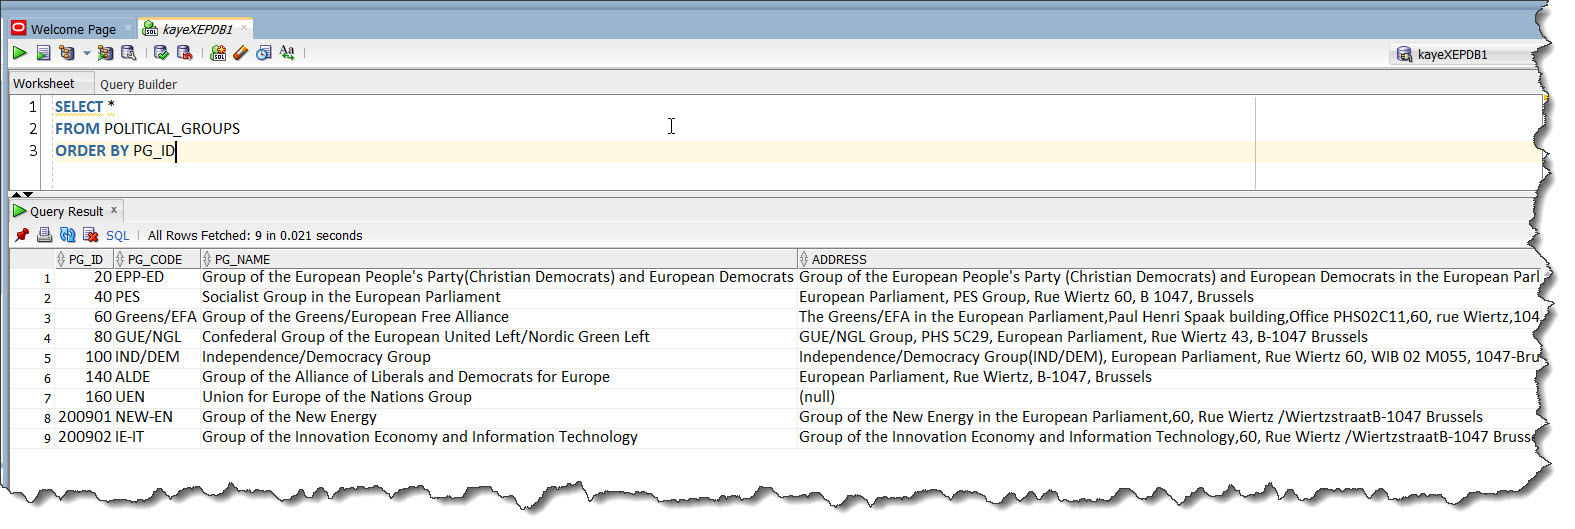 Welcome Page
kayeXEPDB1
kayeXEPDB1
Worksheet Query Builder
1 SELECT *
2 FROM POLITICAL_GROUPS
3 ORDER BY PG_ID
Query Result x
SQL | All Rows Fetched: 9 in 0.021 seconds
PG_ID PG_CODE PG_NAME ADDRESS
1 20 EPP-ED Group of the European People's Party(Christian Democrats) and European Democrats Group of the European People's Party (Christian Democrats) and European Democrats in the European Parl
2 40 PES Socialist Group in the European Parliament European Parliament, PES Group, Rue Wiertz 60, B 1047, Brussels
3 60 Greens/EFA Group of the Greens/European Free Alliance The Greens/EFA in the European Parliament,Paul Henri Spaak building,Office PHS02C11,60, rue Wiertz,104
4 80 GUE/NGL Confederal Group of the European United Left/Nordic Green Left GUE/NGL Group, PHS 5C29, European Parliament, Rue Wiertz 43, B-1047 Brussels
5 100 IND/DEM Independence/Democracy Group Independence/Democracy Group(IND/DEM), European Parliament, Rue Wiertz 60, WIB 02 M055, 1047-Bru
6 140 ALDE Group of the Alliance of Liberals and Democrats for Europe European Parliament, Rue Wiertz, B-1047, Brussels
7 160 UEN Union for Europe of the Nations Group (null)
8 200901 NEW-EN Group of the New Energy Group of the New Energy in the European Parliament,60, Rue Wiertz /WiertzstraatB-1047 Brussels
9 200902 IE-IT Group of the Innovation Economy and Information Technology Group of the Innovation Economy and Information Technology,60, Rue Wiertz /WiertzstraatB-1047 Brusse